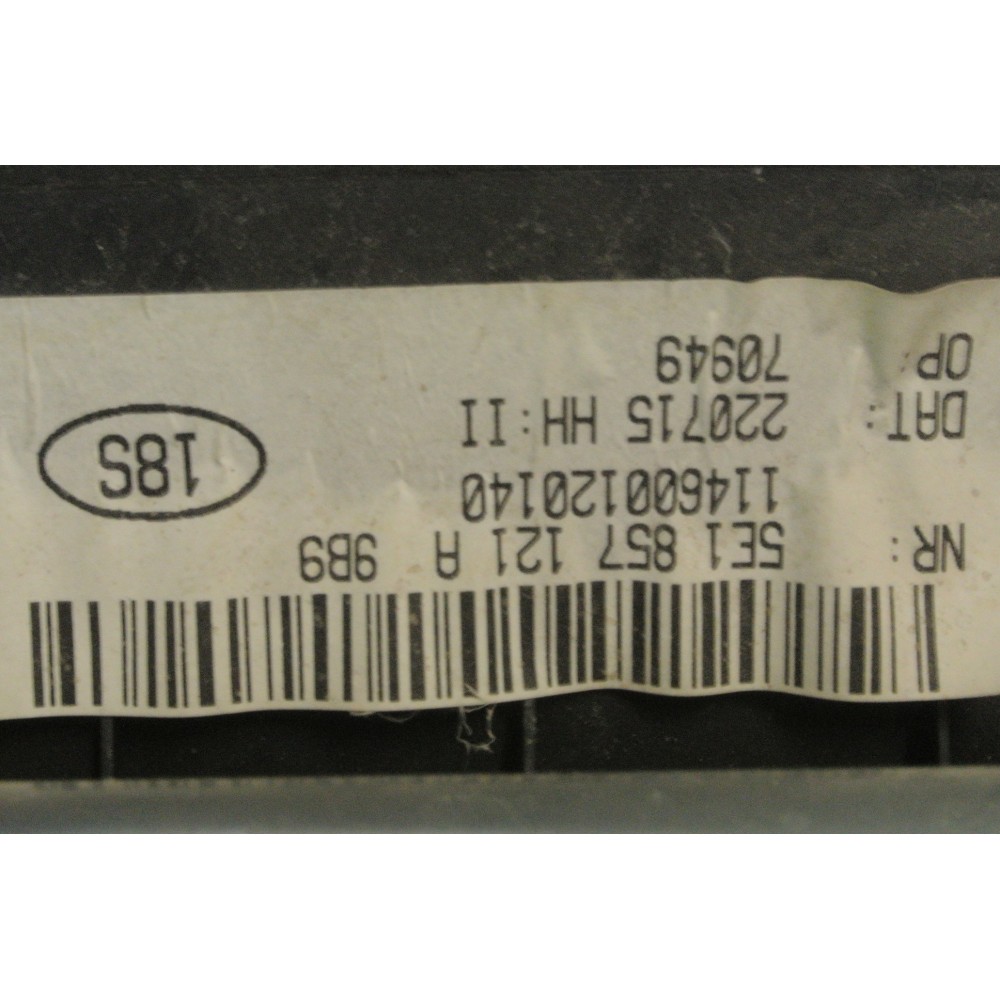 NR: 5E1 857 121 A 9B9
114600120140
DAT: 220715 HH:II
OP: 70949
18S